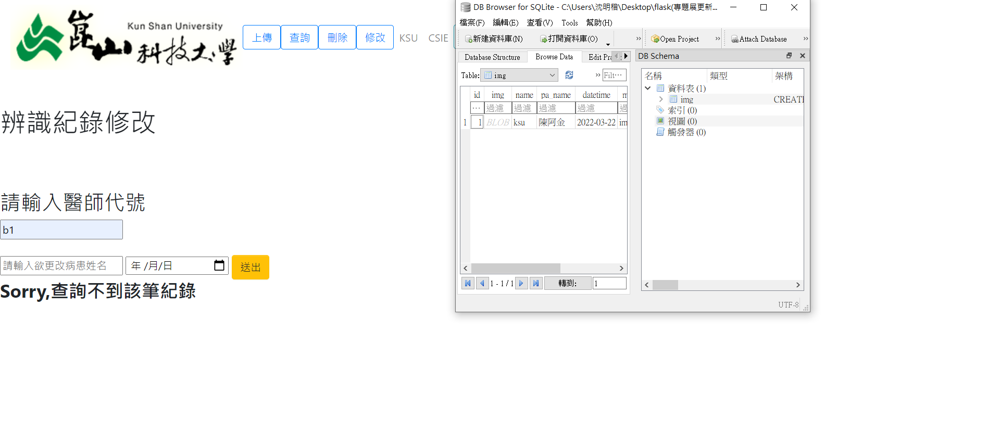 Kun Shan University
崑山科技大學
上傳 查詢 刪除 修改 KSU CSIE
辨識紀錄修改
請輸入醫師代號
b1
請輸入欲更改病患姓名 年 /月/日 送出
Sorry,查詢不到該筆紀錄
DB Browser for SQLite - C:\Users\沈明楷\Desktop\flask(專題展更新...
檔案(F) 編輯(E) 查看(V) Tools 幫助(H)
新建資料庫(N) 打開資料庫(O) » Open Project » Attach Database »
Database Structure Browse Data Edit Pra
Table: img » Filt…
id img name pa_name datetime m
… 過濾 過濾 過濾 過濾 過
1 1 BLOB ksu 陳阿金 2022-03-22 im
1 - 1 / 1 轉到: 1
DB Schema
名稱 類型 架構
資料表 (1)
img CREATE
索引 (0)
視圖 (0)
觸發器 (0)
UTF-8